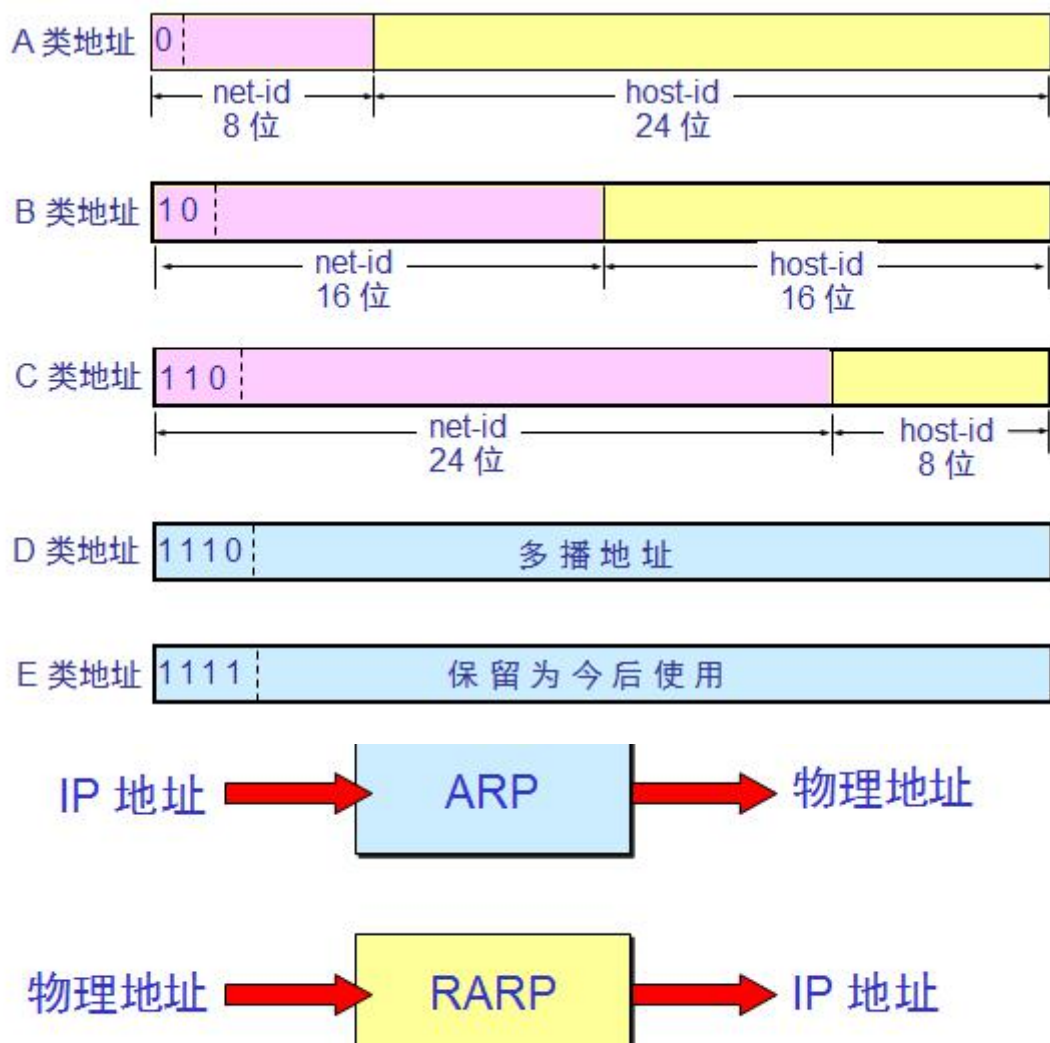 A 类地址 0
net-id host-id
8 位 24 位
B 类地址 10
net-id host-id
16 位 16 位
C 类地址 110
net-id host-id
24 位 8 位
D 类地址 1110 多播地址
E 类地址 1111 保留为今后使用
IP 地址 ARP 物理地址
物理地址 RARP IP 地址